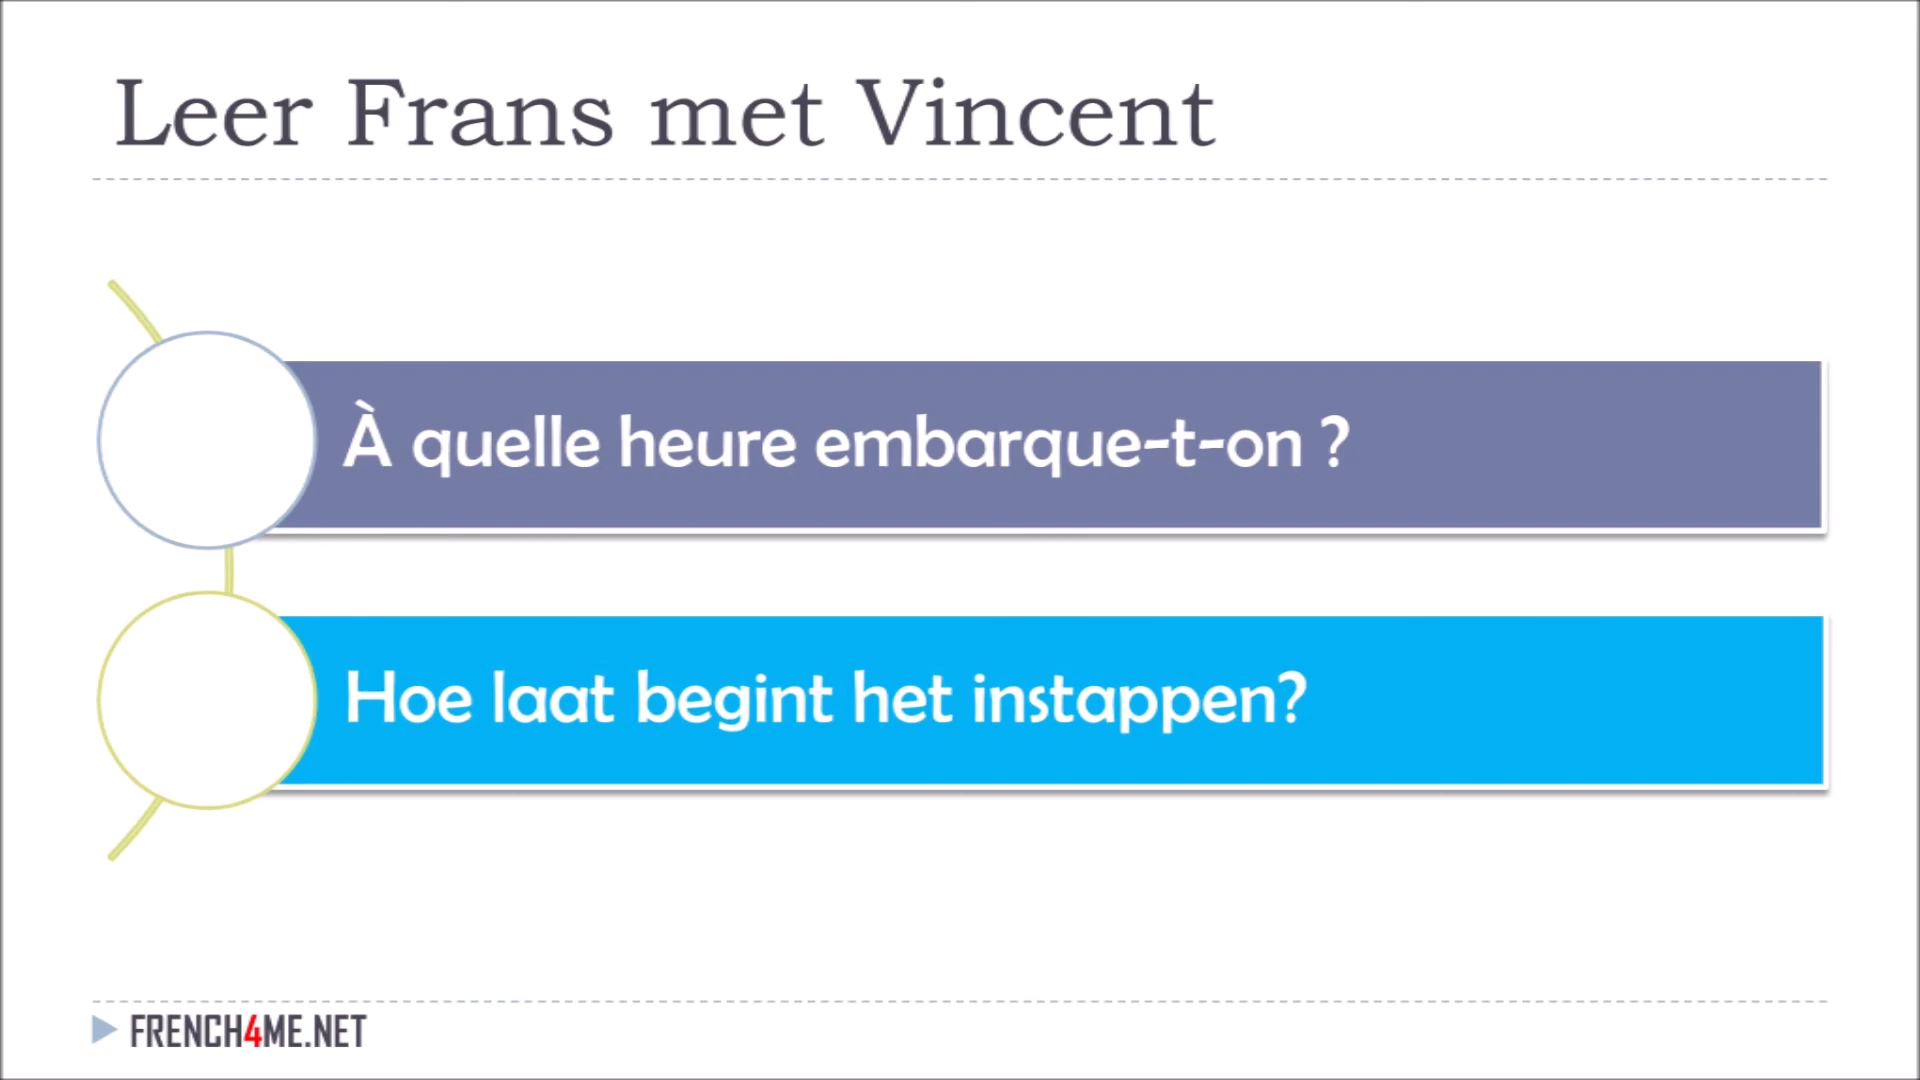 Leer Frans met Vincent
À quelle heure embarque-t-on ?
Hoe laat begint het instappen?
FRENCH4ME.NET